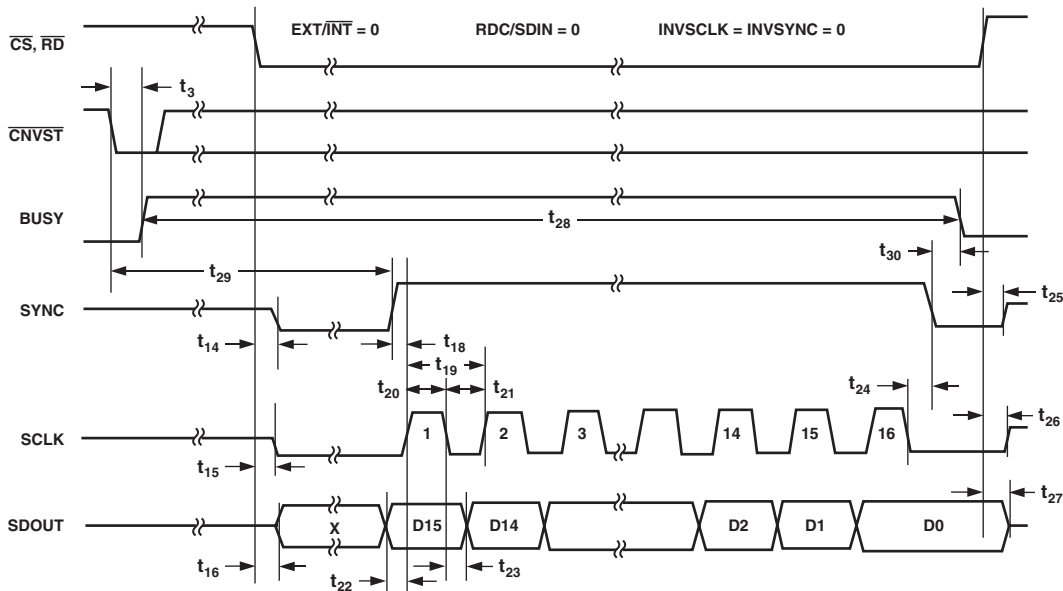 EXT/INT = 0 RDC/SDIN = 0 INVSCLK = INVSYNC = 0
CS, RD
t3
CNVST
BUSY
t28
t30
t29
SYNC
t25
t14
t18
t19
t20
t21
t24
t26
SCLK
1 2 3 14 15 16
t15
t27
SDOUT
X D15 D14 D2 D1 D0
t16
t22
t23